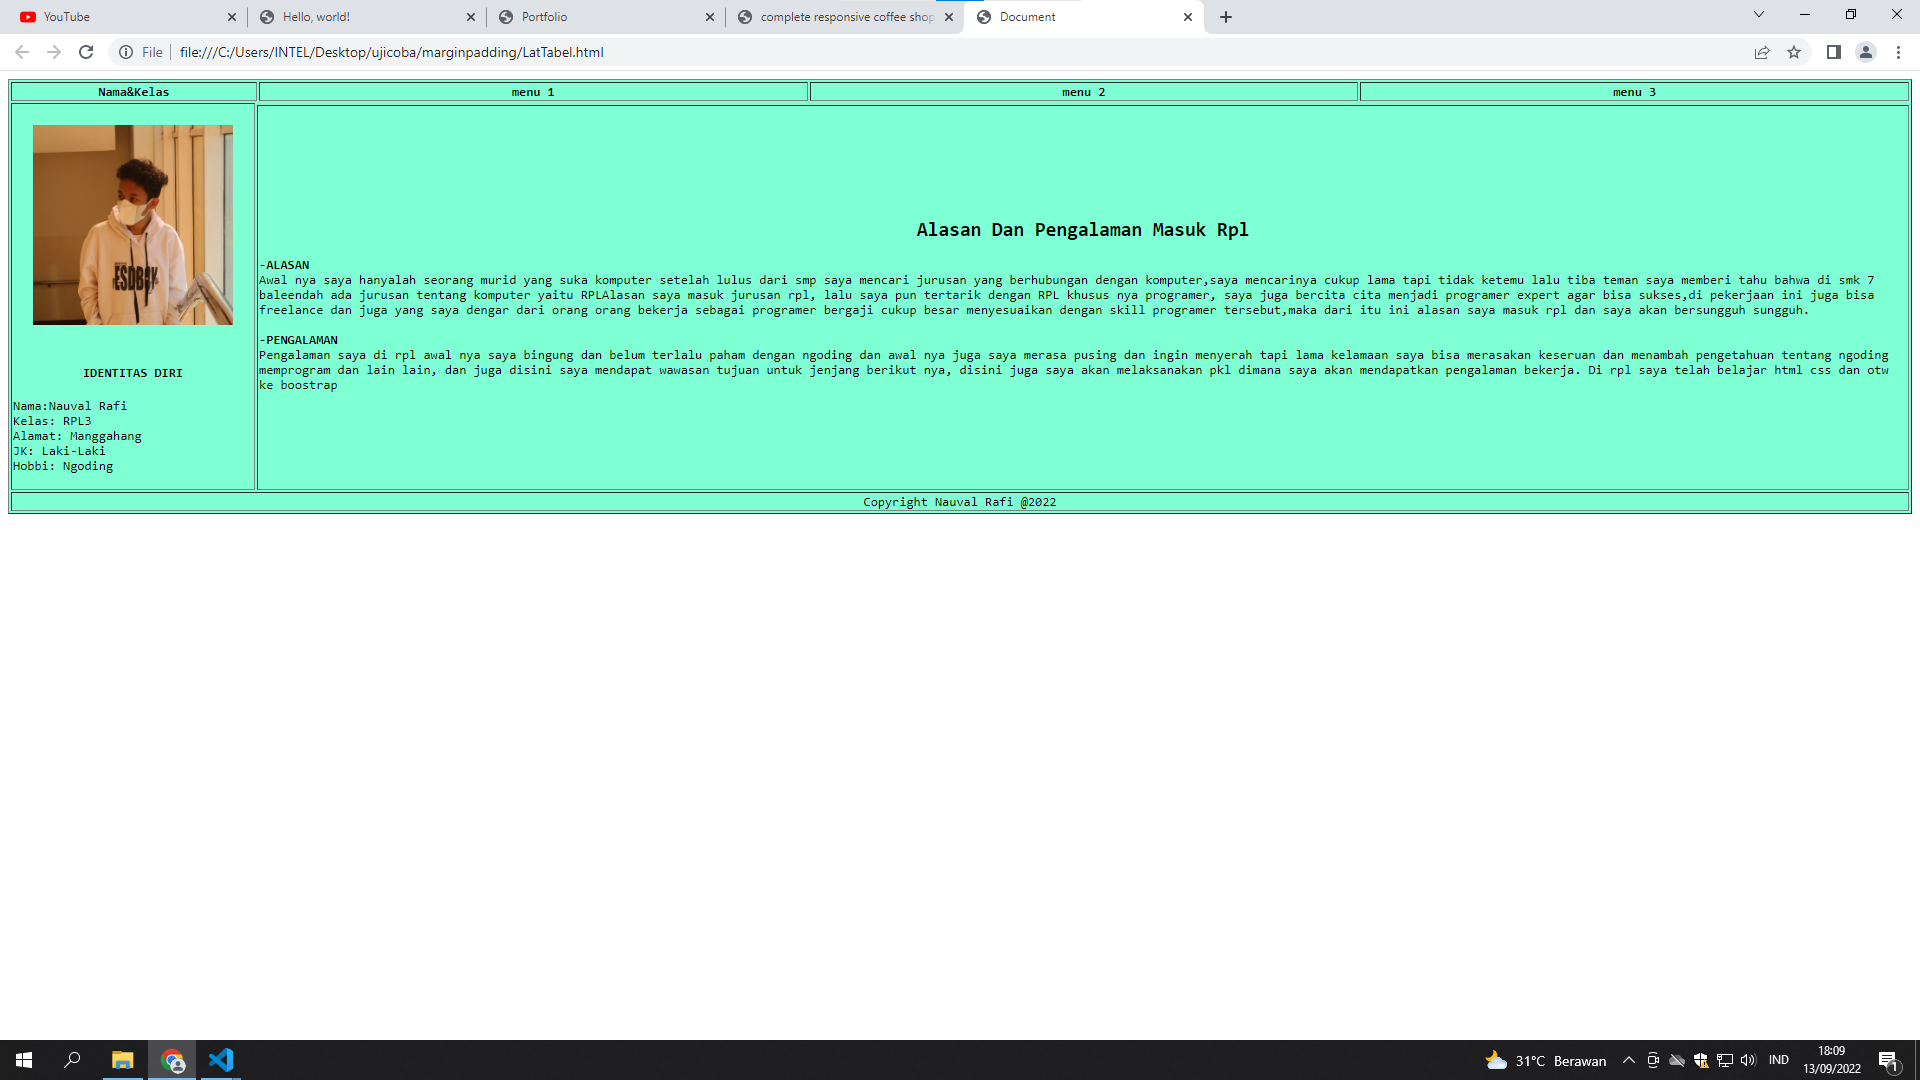 YouTube
Hello, world!
Portfolio
complete responsive coffee shop
Document
File
file:///C:/Users/INTEL/Desktop/ujicoba/marginpadding/LatTabel.html
Nama&Kelas
menu 1
menu 2
menu 3
ESDBOY
IDENTITAS DIRI
Nama:Nauval Rafi
Kelas: RPL3
Alamat: Manggahang
JK: Laki-Laki
Hobbi: Ngoding
Alasan Dan Pengalaman Masuk Rpl
-ALASAN
Awal nya saya hanyalah seorang murid yang suka komputer setelah lulus dari smp saya mencari jurusan yang berhubungan dengan komputer,saya mencarinya cukup lama tapi tidak ketemu lalu tiba teman saya memberi tahu bahwa di smk 7
baleendah ada jurusan tentang komputer yaitu RPLAlasan saya masuk jurusan rpl, lalu saya pun tertarik dengan RPL khusus nya programer, saya juga bercita cita menjadi programer expert agar bisa sukses,di pekerjaan ini juga bisa
freelance dan juga yang saya dengar dari orang orang bekerja sebagai programer bergaji cukup besar menyesuaikan dengan skill programer tersebut,maka dari itu ini alasan saya masuk rpl dan saya akan bersungguh sungguh.
-PENGALAMAN
Pengalaman saya di rpl awal nya saya bingung dan belum terlalu paham dengan ngoding dan awal nya juga saya merasa pusing dan ingin menyerah tapi lama kelamaan saya bisa merasakan keseruan dan menambah pengetahuan tentang ngoding
memprogram dan lain lain, dan juga disini saya mendapat wawasan tujuan untuk jenjang berikut nya, disini juga saya akan melaksanakan pkl dimana saya akan mendapatkan pengalaman bekerja. Di rpl saya telah belajar html css dan otw
ke boostrap
Copyright Nauval Rafi @2022
31°C Berawan
IND
18:09
13/09/2022
1